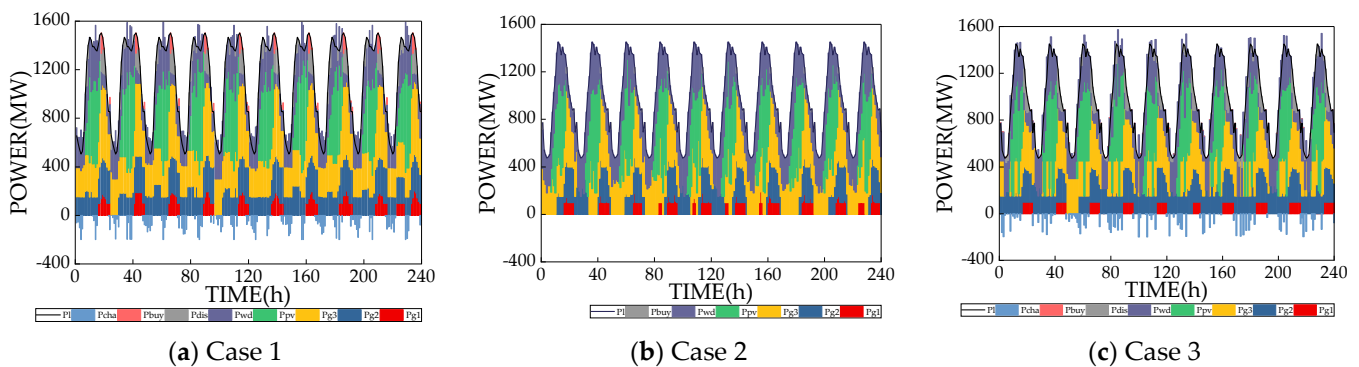 1600
1200
800
400
0
-400
POWER(MW)
0 40 80 120 160 200 240
TIME(h)
Pl Pcha Pbuy Pdis Pwd Ppv Pg3 Pg2 Pg1
(a) Case 1
1600
1200
800
400
0
-400
POWER(MW)
0 40 80 120 160 200 240
TIME(h)
Pl Pbuy Pwd Ppv Pg3 Pg2 Pg1
(b) Case 2
1600
1200
800
400
0
-400
POWER(MW)
0 40 80 120 160 200 240
TIME(h)
Pl Pcha Pbuy Pdis Pwd Ppv Pg3 Pg2 Pg1
(c) Case 3